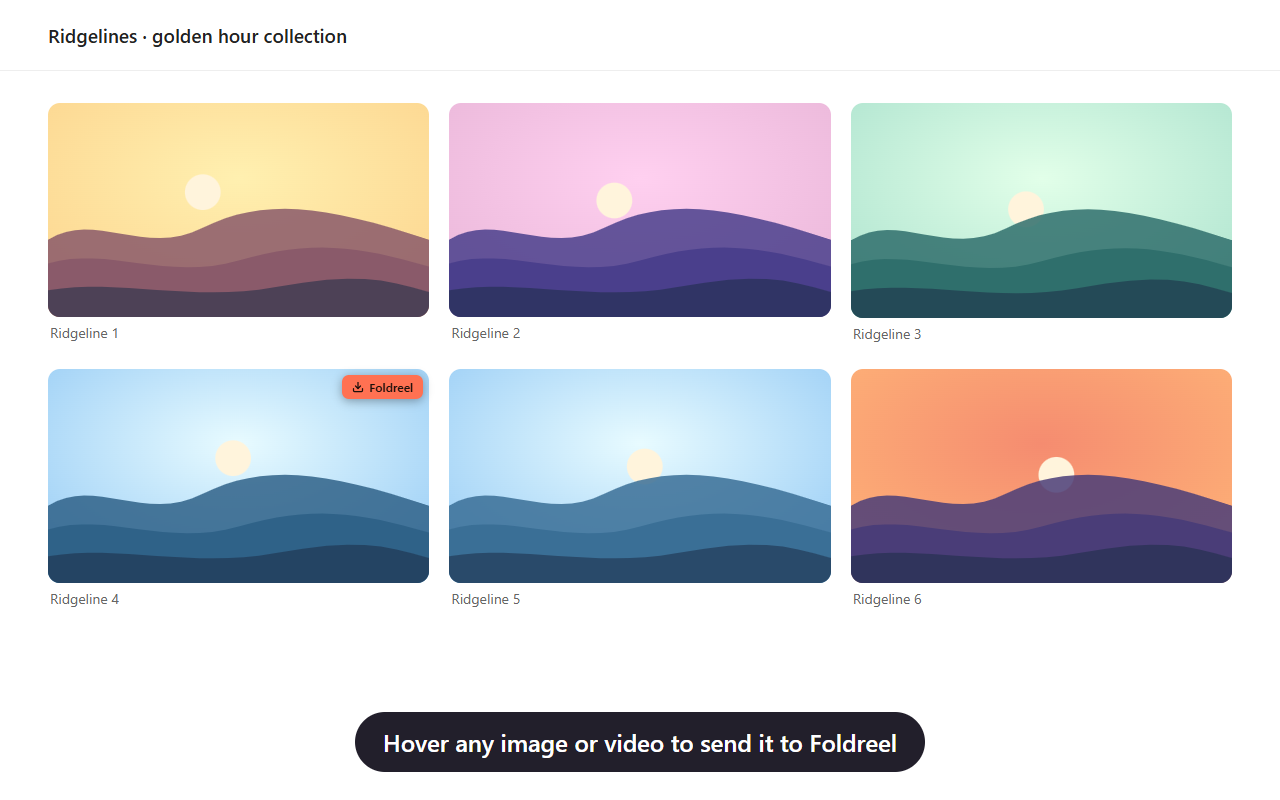 Ridgelines · golden hour collection
Ridgeline 1
Ridgeline 2
Ridgeline 3
Foldreel
Ridgeline 4
Ridgeline 5
Ridgeline 6
Hover any image or video to send it to Foldreel